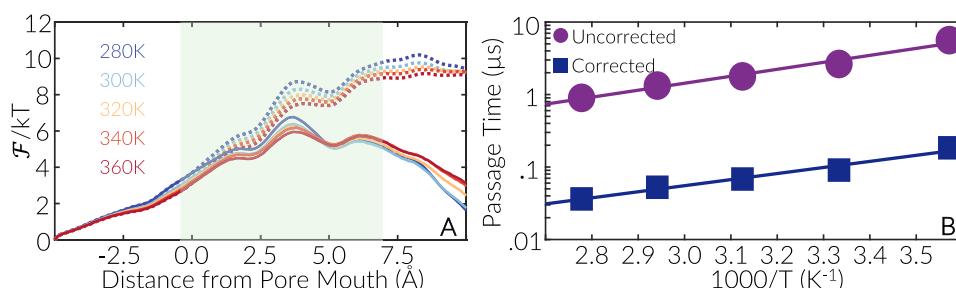 12
10
8
6
4
2
0
ℱ/kT
280K
300K
320K
340K
360K
A
-2.5 0.0 2.5 5.0 7.5
Distance from Pore Mouth (Å)
10
1
.1
.01
Passage Time (μs)
Uncorrected
Corrected
B
2.8 2.9 3.0 3.1 3.2 3.3 3.4 3.5
1000/T (K⁻¹)